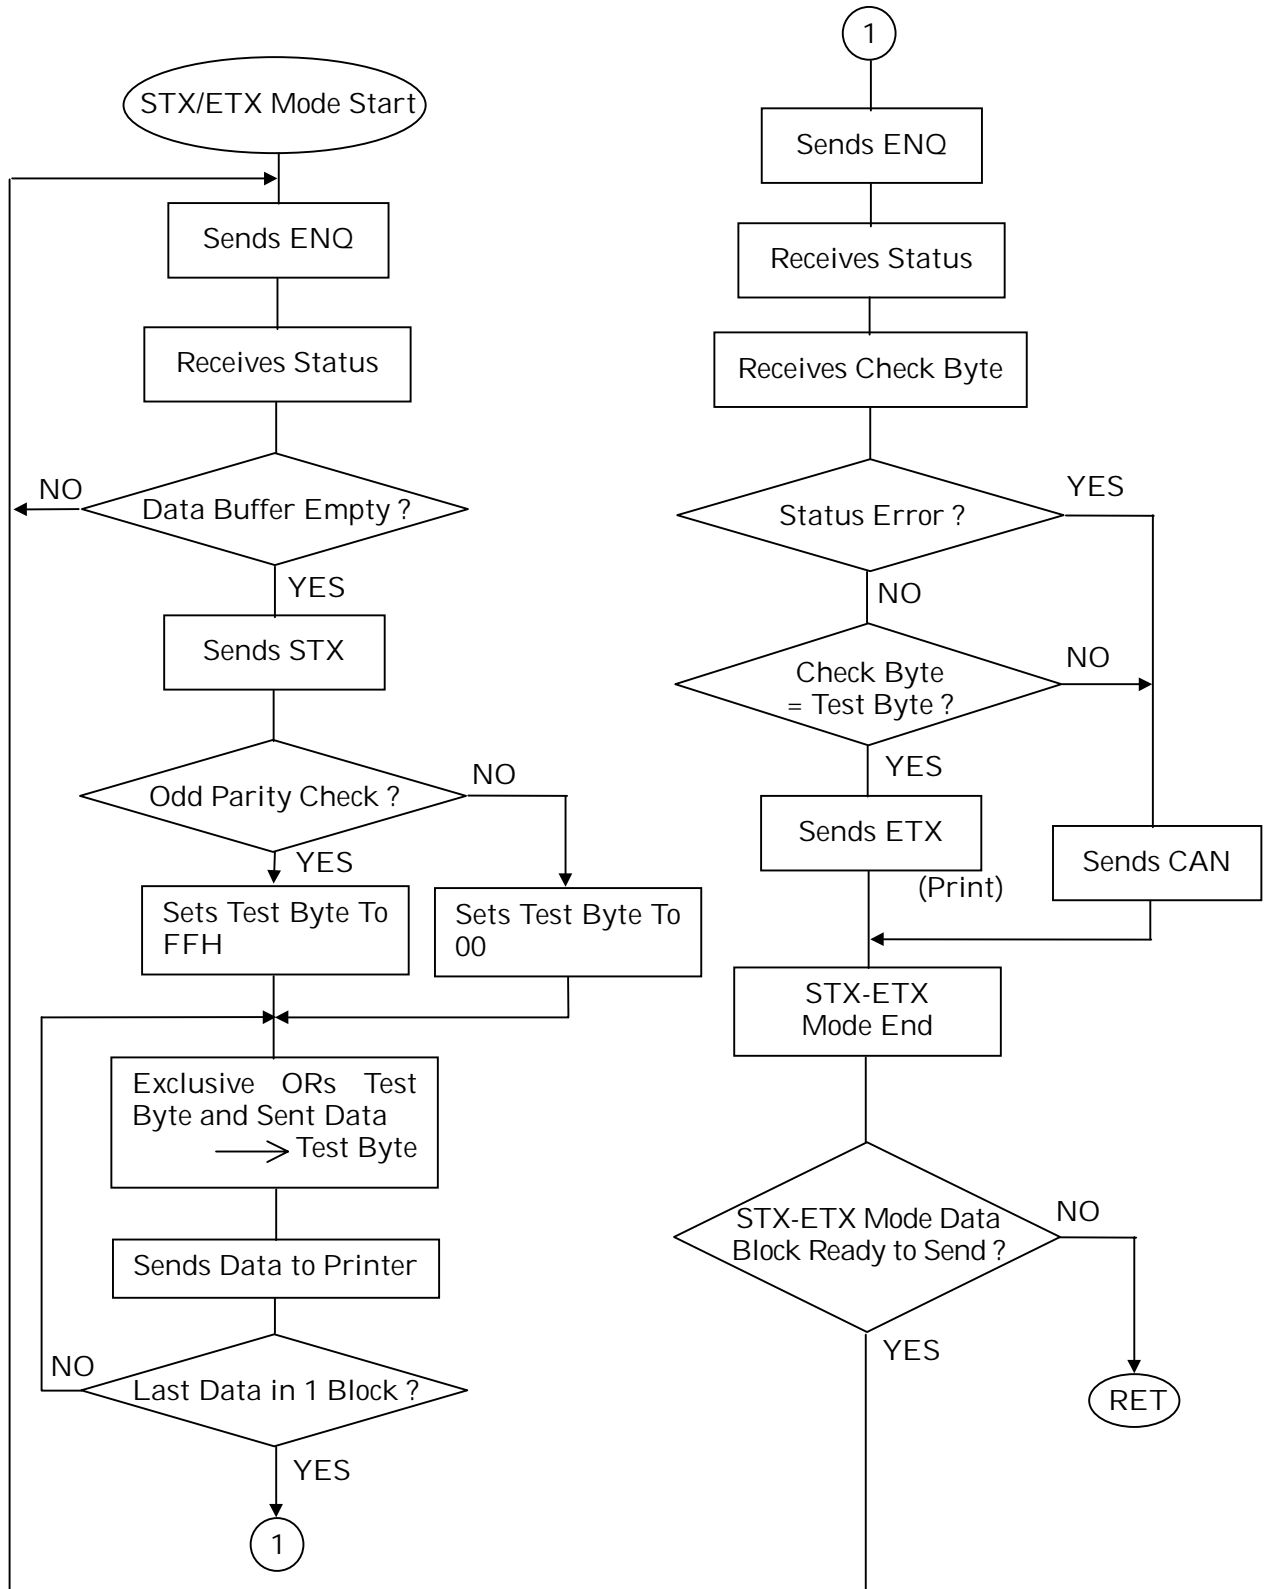 STX/ETX Mode Start
Sends ENQ
Receives Status
NO
Data Buffer Empty ?
YES
Sends STX
Odd Parity Check ?
NO
YES
Sets Test Byte To
FFH
Sets Test Byte To
00
Exclusive ORs Test
Byte and Sent Data
Test Byte
Sends Data to Printer
NO
Last Data in 1 Block ?
YES
1
1
Sends ENQ
Receives Status
Receives Check Byte
YES
Status Error ?
NO
Check Byte
= Test Byte ?
NO
YES
Sends ETX
(Print)
Sends CAN
STX-ETX
Mode End
STX-ETX Mode Data
Block Ready to Send ?
NO
YES
RET